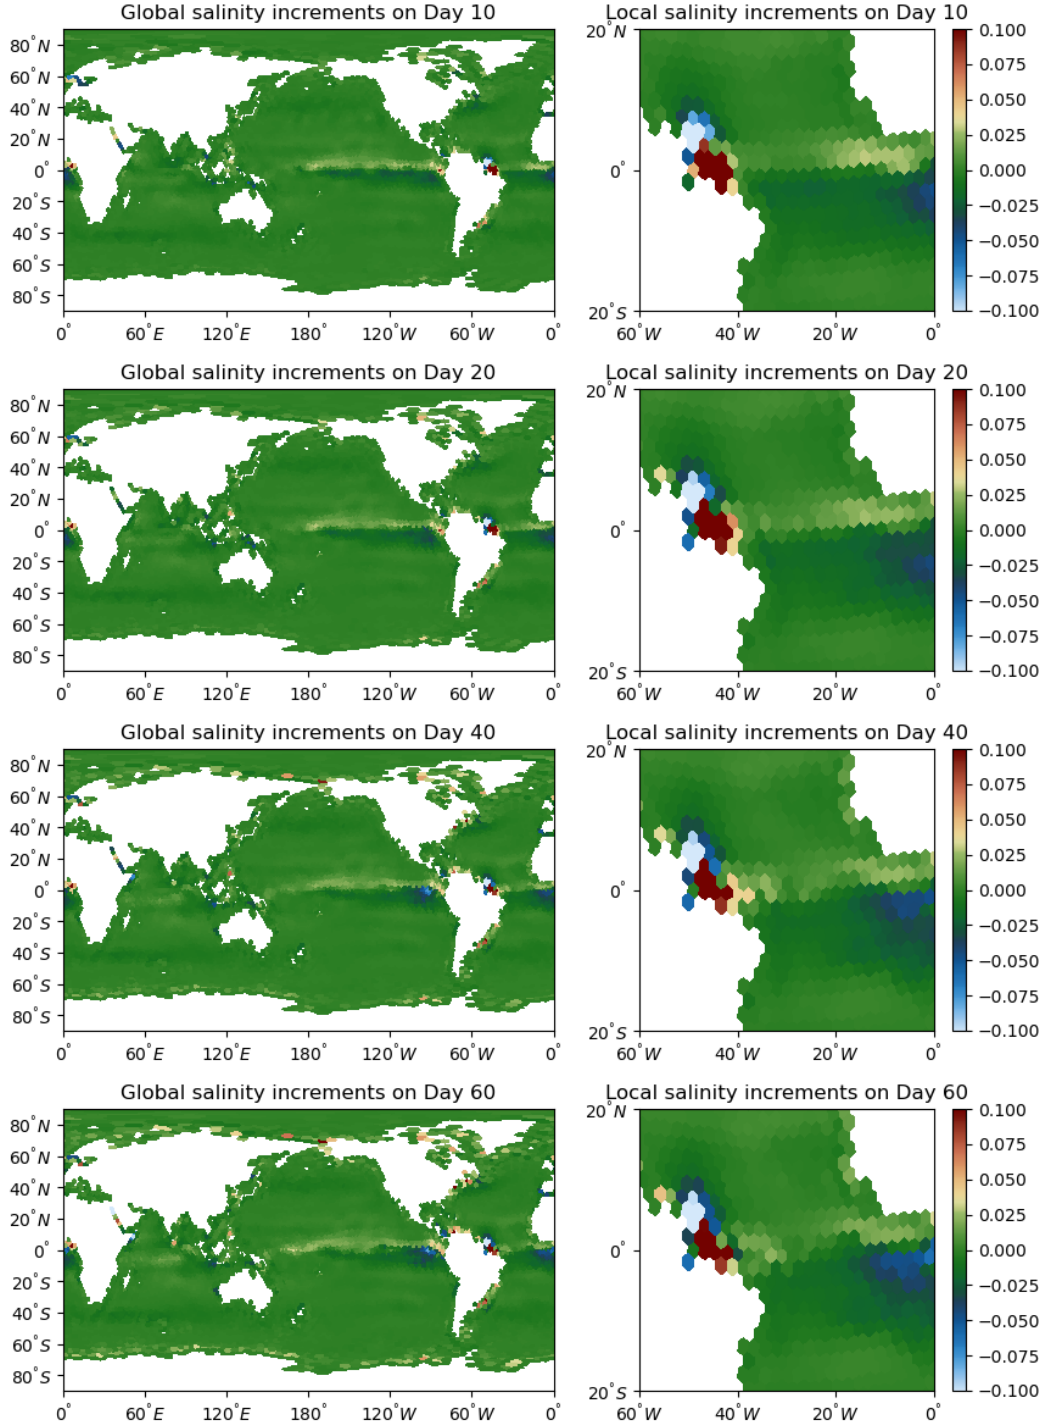 Global salinity increments on Day 10
80°N
60°N
40°N
20°N
0°
20°S
40°S
60°S
80°S
0° 60°E 120°E 180° 120°W 60°W 0°
Local salinity increments on Day 10
20°N
0°
20°S
60°W 40°W 20°W 0°
0.100
0.075
0.050
0.025
0.000
−0.025
−0.050
−0.075
−0.100
Global salinity increments on Day 20
80°N
60°N
40°N
20°N
0°
20°S
40°S
60°S
80°S
0° 60°E 120°E 180° 120°W 60°W 0°
Local salinity increments on Day 20
20°N
0°
20°S
60°W 40°W 20°W 0°
0.100
0.075
0.050
0.025
0.000
−0.025
−0.050
−0.075
−0.100
Global salinity increments on Day 40
80°N
60°N
40°N
20°N
0°
20°S
40°S
60°S
80°S
0° 60°E 120°E 180° 120°W 60°W 0°
Local salinity increments on Day 40
20°N
0°
20°S
60°W 40°W 20°W 0°
0.100
0.075
0.050
0.025
0.000
−0.025
−0.050
−0.075
−0.100
Global salinity increments on Day 60
80°N
60°N
40°N
20°N
0°
20°S
40°S
60°S
80°S
0° 60°E 120°E 180° 120°W 60°W 0°
Local salinity increments on Day 60
20°N
0°
20°S
60°W 40°W 20°W 0°
0.100
0.075
0.050
0.025
0.000
−0.025
−0.050
−0.075
−0.100